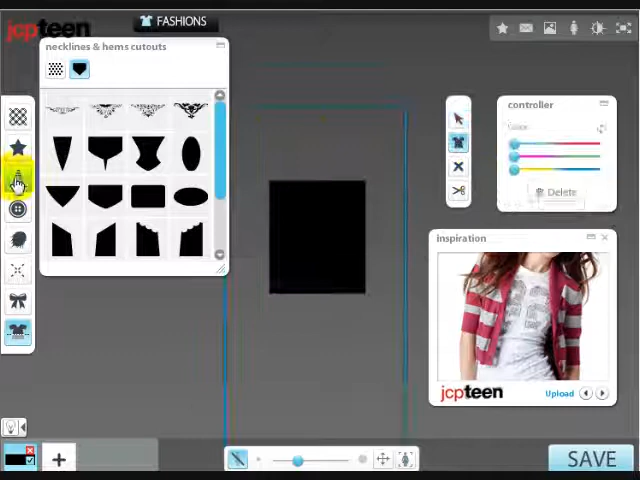 jcpteen
FASHIONS
necklines & hems cutouts
controller
Delete
inspiration
jcpteen
Upload
SAVE